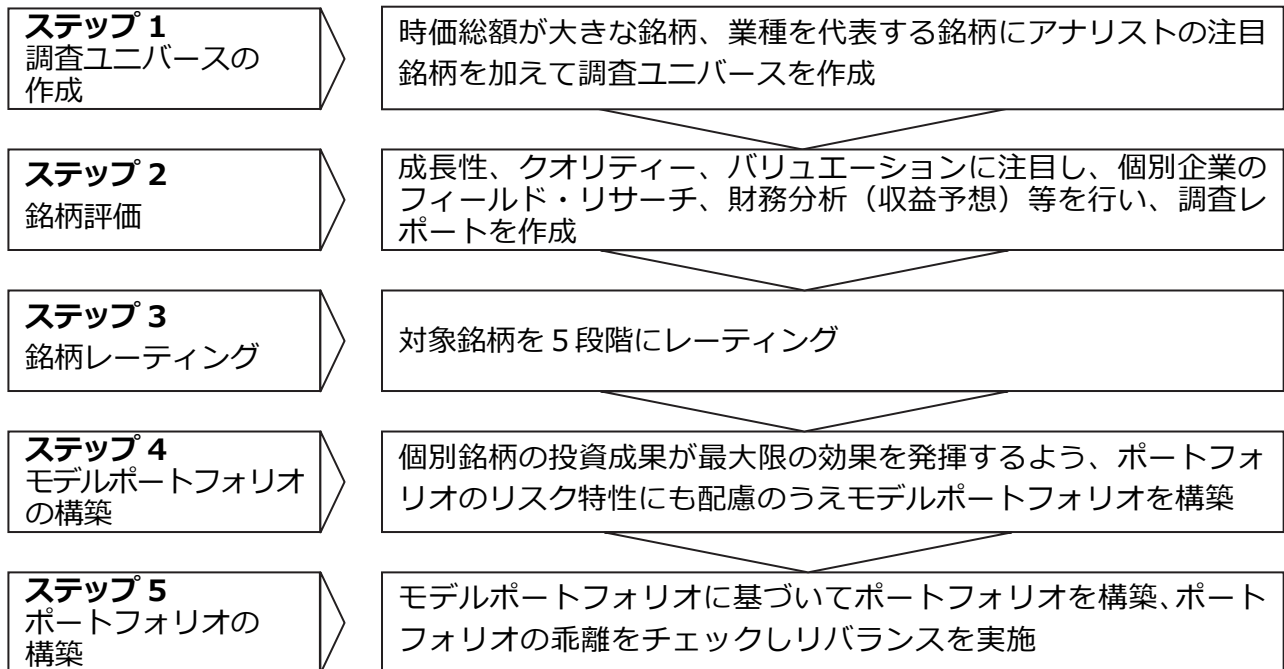 ステップ 1
調査ユニバースの
作成
時価総額が大きな銘柄、業種を代表する銘柄にアナリストの注目
銘柄を加えて調査ユニバースを作成
ステップ 2
銘柄評価
成長性、クオリティー、バリュエーションに注目し、個別企業の
フィールド・リサーチ、財務分析（収益予想）等を行い、調査レ
ポートを作成
ステップ 3
銘柄レーティング
対象銘柄を５段階にレーティング
ステップ 4
モデルポートフォリオ
の構築
個別銘柄の投資成果が最大限の効果を発揮するよう、ポートフォ
リオのリスク特性にも配慮のうえモデルポートフォリオを構築
ステップ 5
ポートフォリオの
構築
モデルポートフォリオに基づいてポートフォリオを構築、ポート
フォリオの乖離をチェックしリバランスを実施